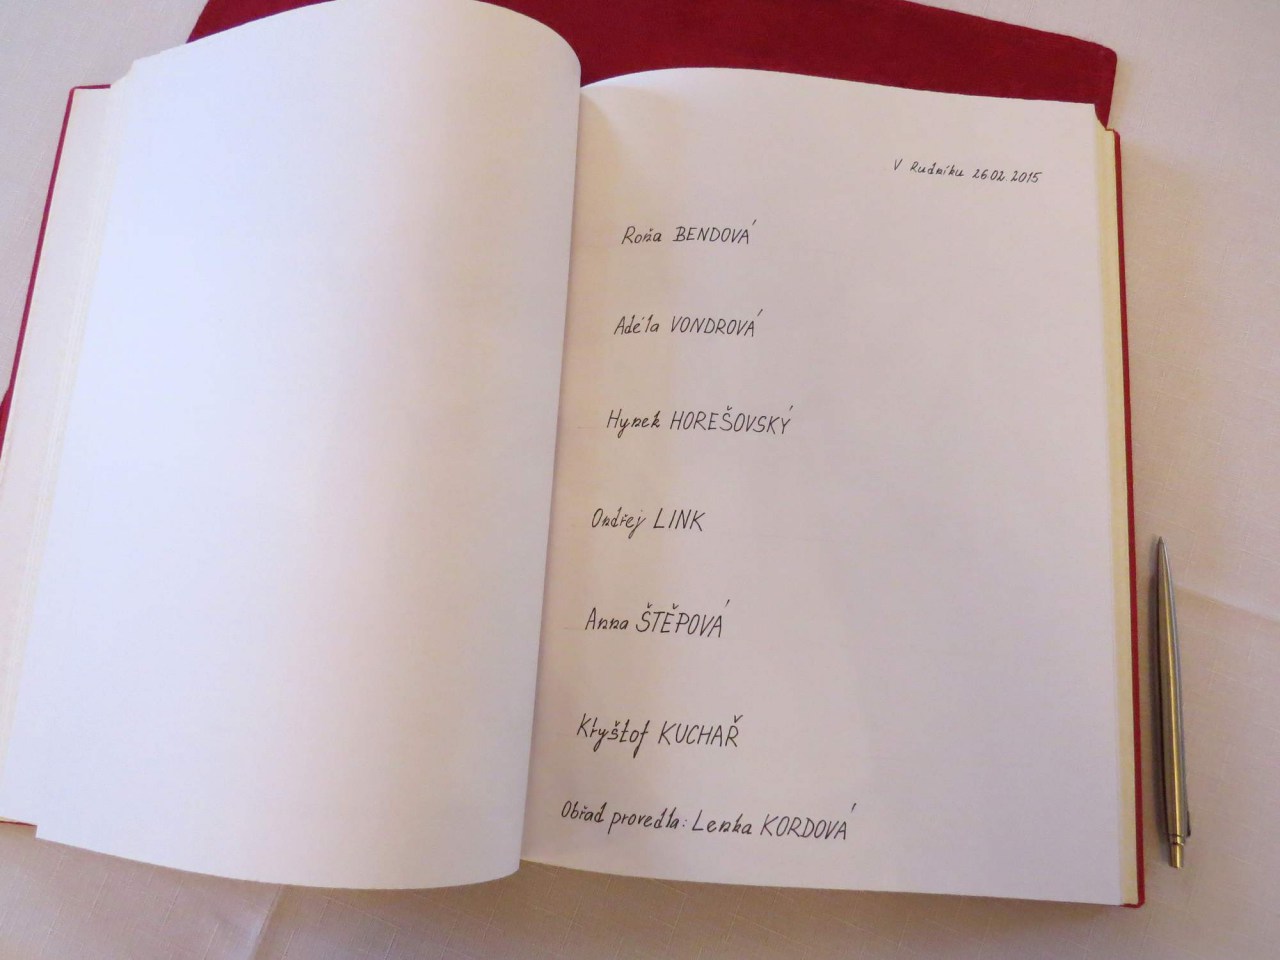 V Rudníku 26.02.2015
Roňa BENDOVÁ
Adéla VONDROVÁ
Hynek HOREŠOVSKÝ
Ondřej LINK
Anna ŠTĚPOVÁ
Kryštof KUCHAŘ
Obřad provedla: Lenka KORDOVÁ